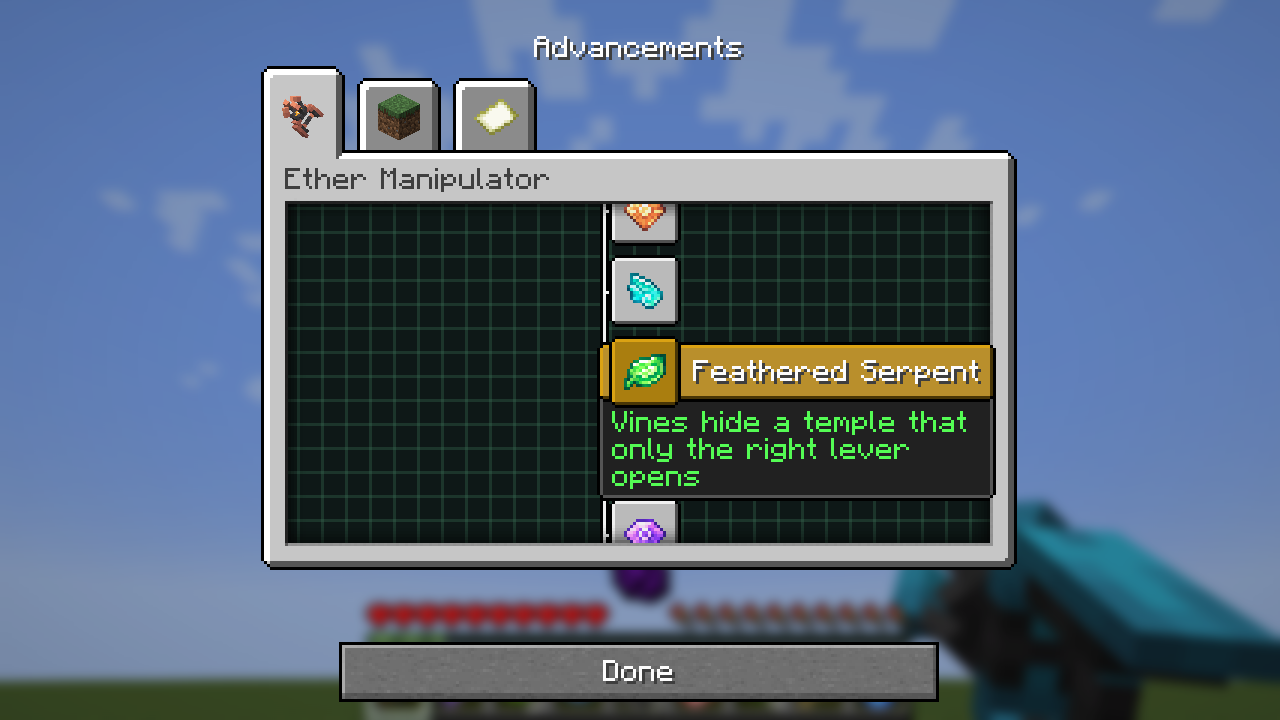 Advancements
Ether Manipulator
Feathered Serpent
Vines hide a temple that
only the right lever
opens
Done